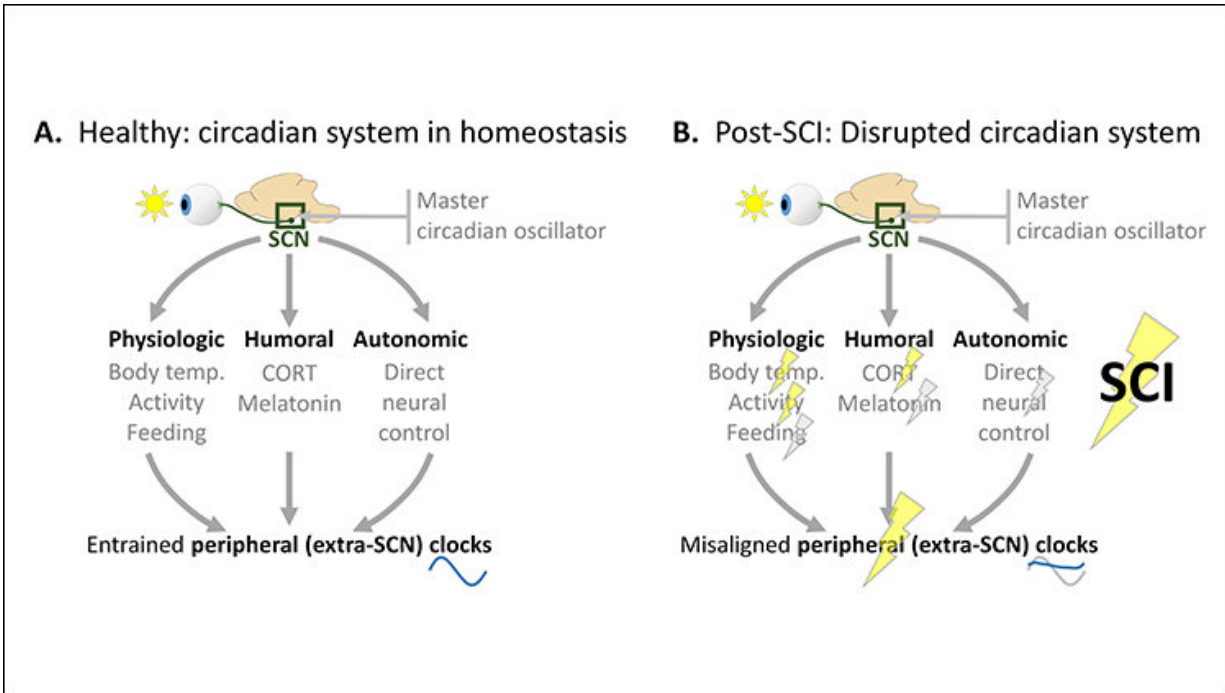 A. Healthy: circadian system in homeostasis
Master
circadian oscillator
SCN
Physiologic
Body temp.
Activity
Feeding
Humoral
CORT
Melatonin
Autonomic
Direct
neural
control
Entrained peripheral (extra-SCN) clocks
B. Post-SCI: Disrupted circadian system
Master
circadian oscillator
SCN
Physiologic
Body temp.
Activity
Feeding
Humoral
CORT
Melatonin
Autonomic
Direct
neural
control
SCI
Misaligned peripheral (extra-SCN) clocks